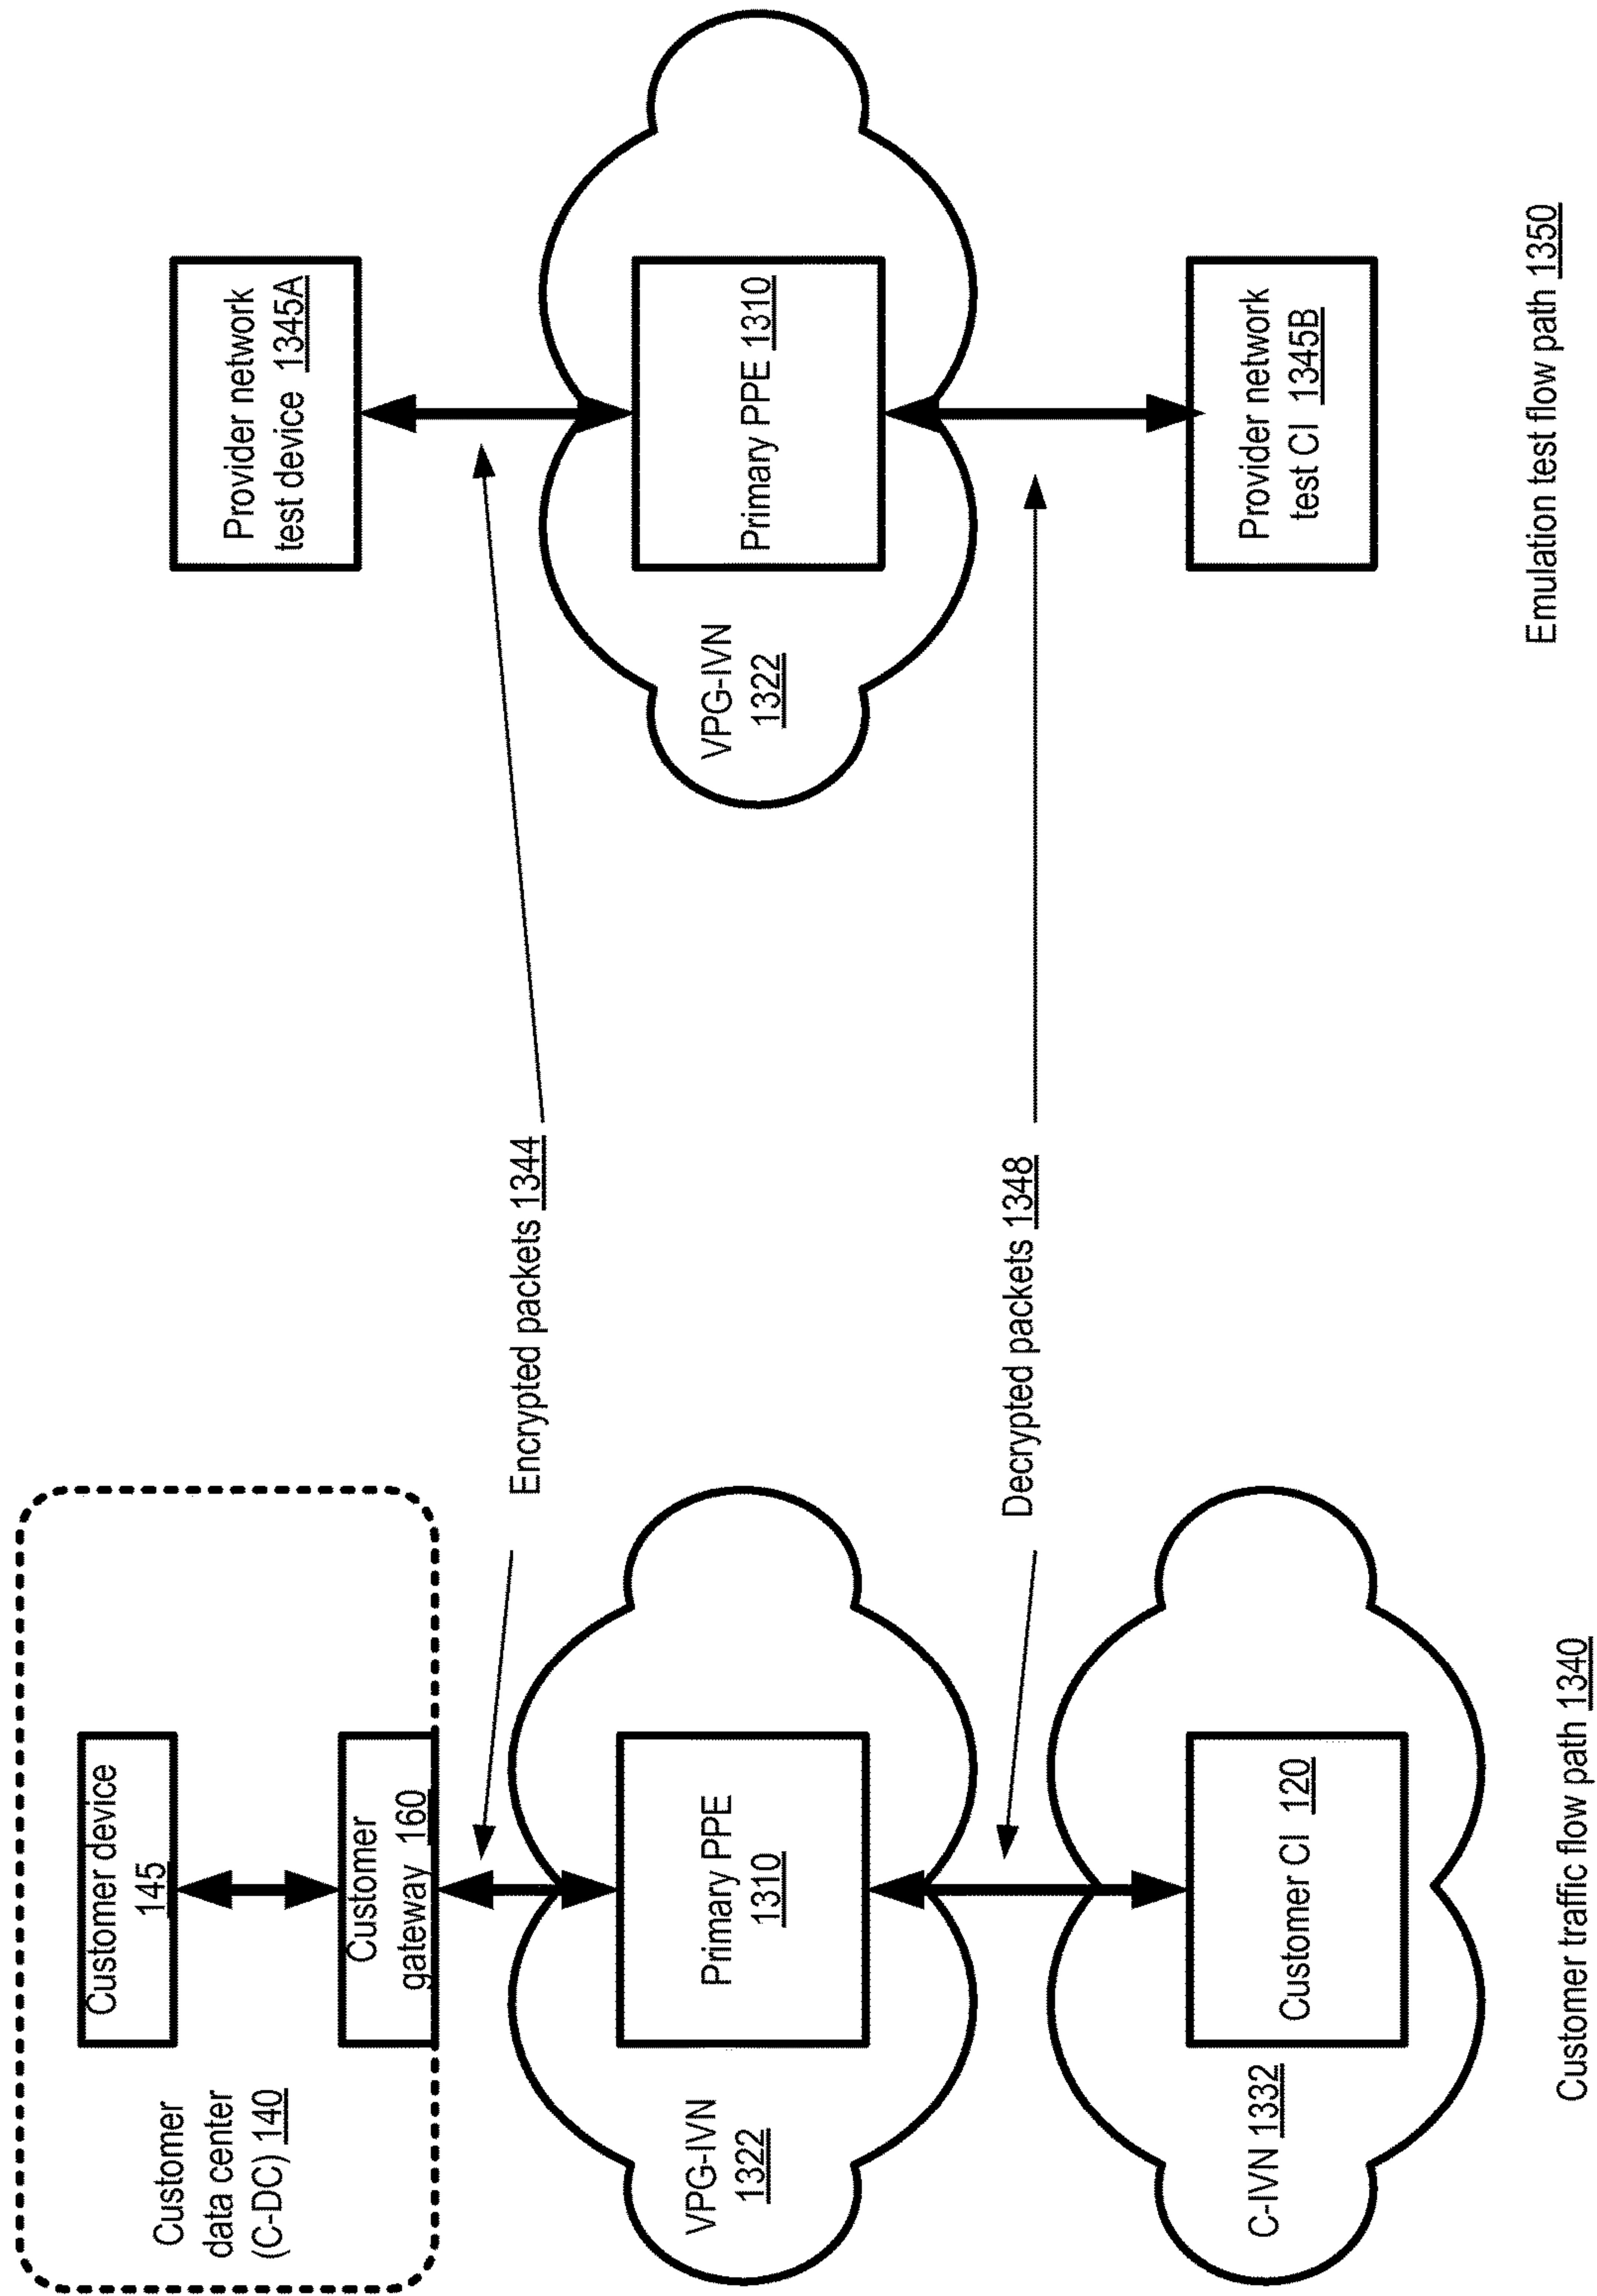 Customer device
145
Customer
data center
(C-DC) 140
Customer
gateway 160
Encrypted packets 1344
VPG-IVN
1322
Primary PPE
1310
Decrypted packets 1348
C-IVN 1332
Customer CI 120
Customer traffic flow path 1340
Provider network
test device 1345A
VPG-IVN
1322
Primary PPE 1310
Provider network
test CI 1345B
Emulation test flow path 1350